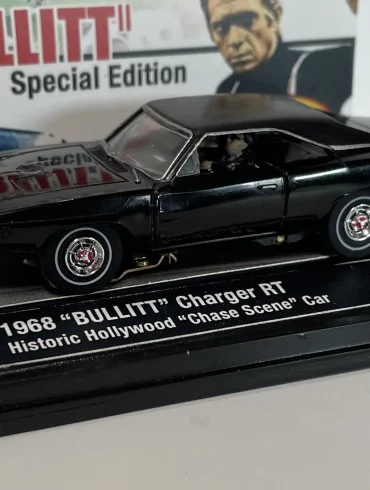 LLITT"
Special Edition
1968 "BULLITT" Charger RT
Historic Hollywood "Chase Scene" Car